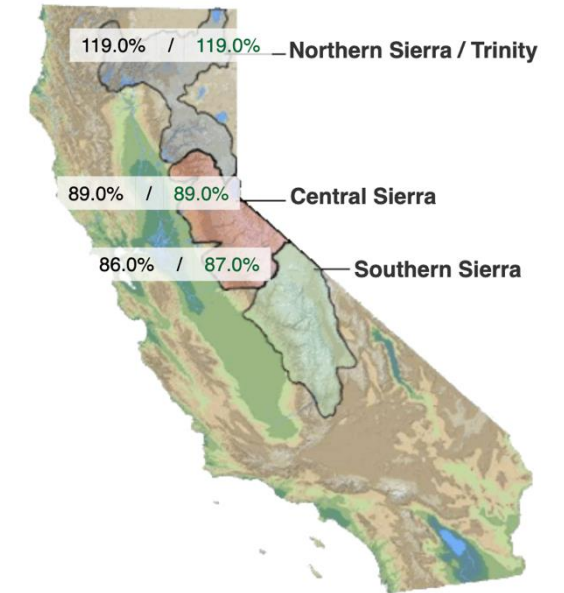 119.0% / 119.0% Northern Sierra / Trinity
89.0% / 89.0% Central Sierra
86.0% / 87.0% Southern Sierra